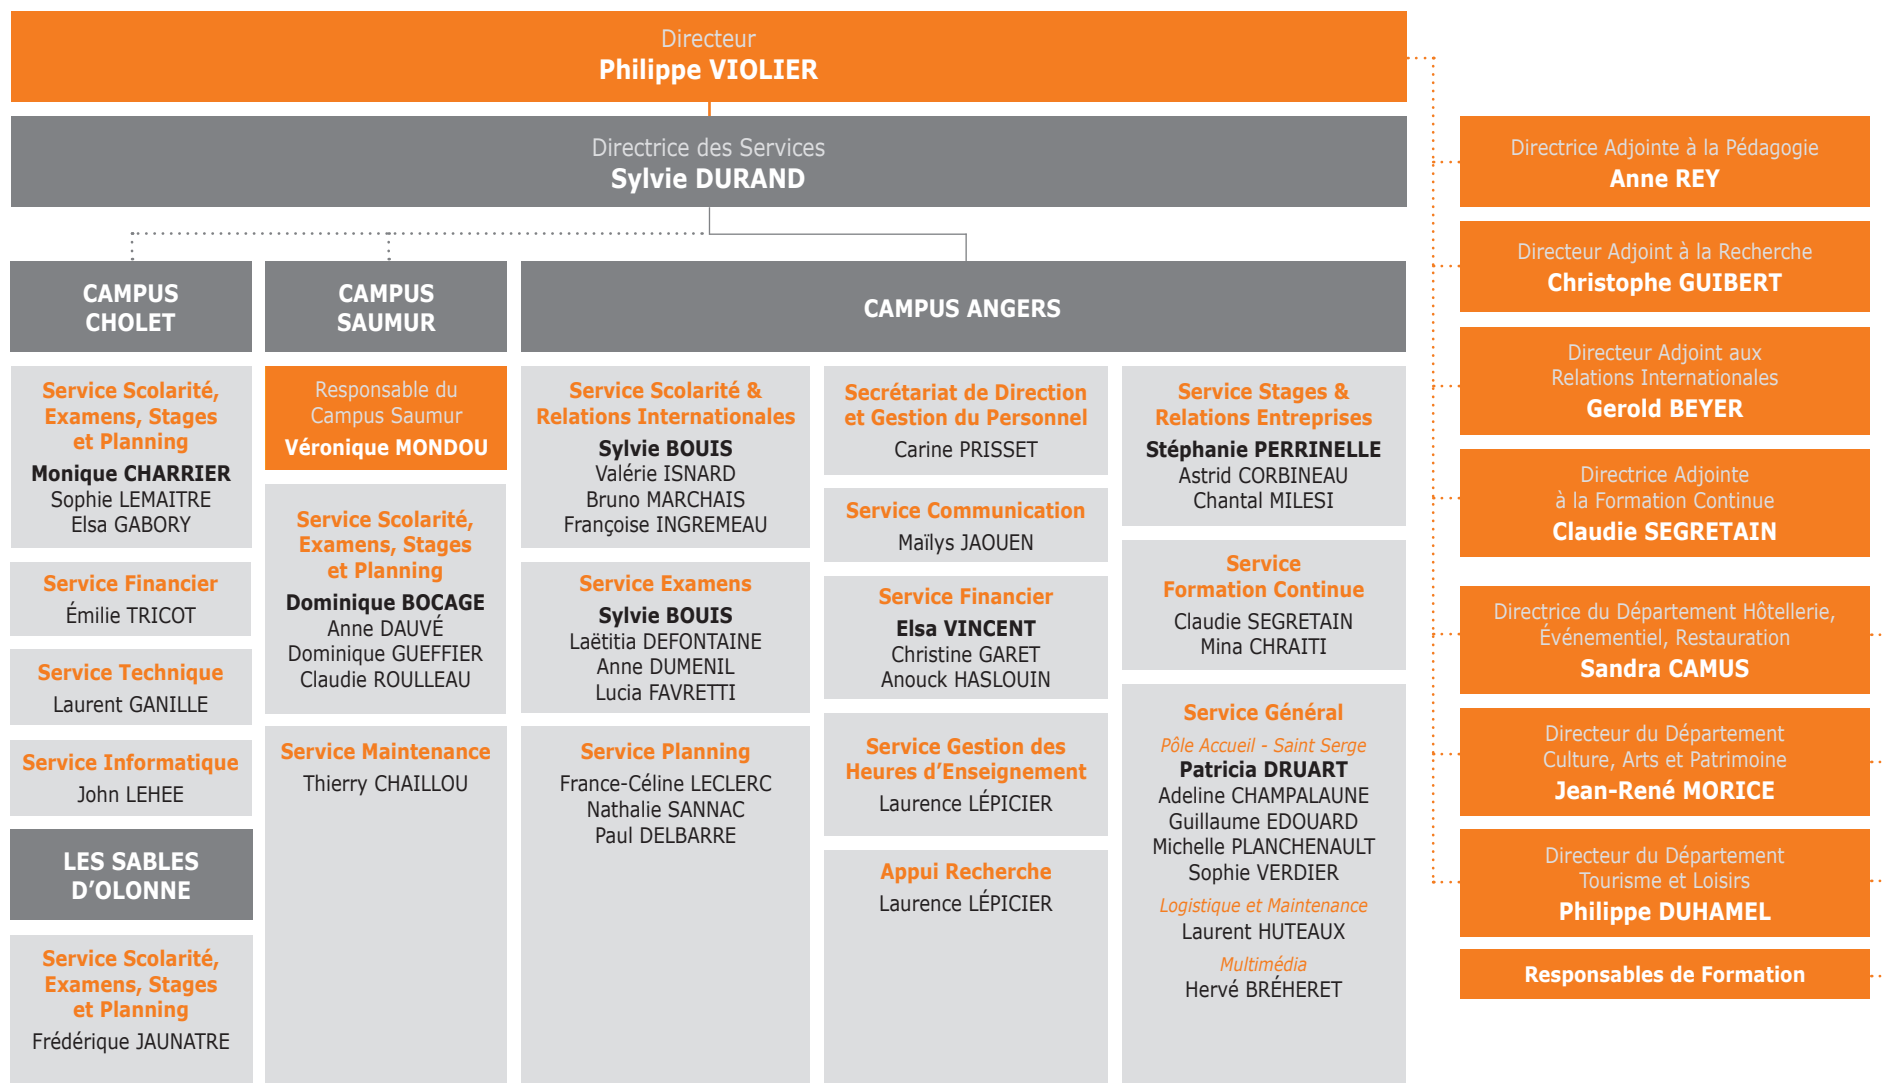 Directeur
Philippe VIOLIER
Directrice des Services
Sylvie DURAND
CAMPUS
CHOLET
Service Scolarité,
Examens, Stages
et Planning
Monique CHARRIER
Sophie LEMAITRE
Elsa GABORY
Service Financier
Émilie TRICOT
Service Technique
Laurent GANILLE
Service Informatique
John LEHEE
LES SABLES
D’OLONNE
Service Scolarité,
Examens, Stages
et Planning
Frédérique JAUNATRE
CAMPUS
SAUMUR
Responsable du
Campus Saumur
Véronique MONDOU
Service Scolarité,
Examens, Stages
et Planning
Dominique BOCAGE
Anne DAUVÉ
Dominique GUEFFIER
Claudie ROULLEAU
Service Maintenance
Thierry CHAILLOU
CAMPUS ANGERS
Service Scolarité &
Relations Internationales
Sylvie BOUIS
Valérie ISNARD
Bruno MARCHAIS
Françoise INGREMEAU
Service Examens
Sylvie BOUIS
Laëtitia DEFONTAINE
Anne DUMENIL
Lucia FAVRETTI
Service Planning
France-Céline LECLERC
Nathalie SANNAC
Paul DELBARRE
Secrétariat de Direction
et Gestion du Personnel
Carine PRISSET
Service Communication
Maïlys JAOUEN
Service Financier
Elsa VINCENT
Christine GARET
Anouck HASLOUIN
Service Gestion des
Heures d’Enseignement
Laurence LÉPICIER
Appui Recherche
Laurence LÉPICIER
Service Stages &
Relations Entreprises
Stéphanie PERRINELLE
Astrid CORBINEAU
Chantal MILESI
Service
Formation Continue
Claudie SEGRETAIN
Mina CHRAITI
Service Général
Pôle Accueil - Saint Serge
Patricia DRUART
Adeline CHAMPALAUNE
Guillaume EDOUARD
Michelle PLANCHENAULT
Sophie VERDIER
Logistique et Maintenance
Laurent HUTEAUX
Multimédia
Hervé BRÉHERET
Directrice Adjointe à la Pédagogie
Anne REY
Directeur Adjoint à la Recherche
Christophe GUIBERT
Directeur Adjoint aux
Relations Internationales
Gerold BEYER
Directrice Adjointe
à la Formation Continue
Claudie SEGRETAIN
Directrice du Département Hôtellerie,
Événementiel, Restauration
Sandra CAMUS
Directeur du Département
Culture, Arts et Patrimoine
Jean-René MORICE
Directeur du Département
Tourisme et Loisirs
Philippe DUHAMEL
Responsables de Formation